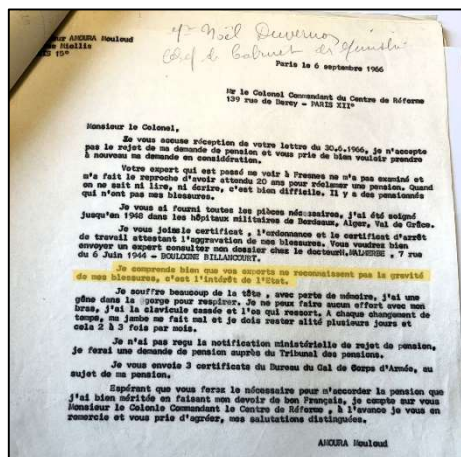 Mr Noël Duvernoy
Chef de Cabinet du Ministre
ur AMOURA Mouloud
ue Miollis
IS 15°
Paris le 6 septembre 1966
Mr le Colonel Commandant du Centre de Réforme
139 rue de Bercy - PARIS XII°
Monsieur le Colonel,
Je vous accuse réception de votre lettre du 30.6.1966, je n'accepte
pas le rejet de ma demande de pension et vous prie de bien vouloir prendre
à nouveau ma demande en considération.
Votre expert qui est passé me voir à Fresnes ne m'a pas examiné et
m'a fait le reproche d'avoir attendu 20 ans pour réclamer une pension. Quand
on ne sait ni lire, ni écrire, c'est bien difficile. Il y a des pensionnés
qui n'ont pas mes blessures.
Je vous ai fourni toutes les pièces nécessaires, j'ai été soigné
jusqu'en 1948 dans les hôpitaux militaires de Bordeaux, Alger, Val de Grâce.
Je vous joins le certificat, l'ordonnance et le certificat d'arrêt
de travail attestant l'aggravation de mes blessures. Vous voudrez bien
envoyer un expert consulter mon dossier chez le docteur MALHERBE, 7 rue
du 6 Juin 1944 - BOULOGNE BILLANCOURT.
Je comprends bien que vos experts ne reconnaissent pas la gravité
de mes blessures, c'est l'intérêt de l'Etat.
Je souffre beaucoup de la tête, avec perte de mémoire, j'ai une
gêne dans la gorge pour respirer. Je ne peux faire aucun effort avec mon
bras, j'ai la clavicule cassée et l'os qui ressort. A chaque changement de
temps, ma jambe me fait mal et je dois rester alité plusieurs jours et
cela 2 à 3 fois par mois.
Je n'ai pas reçu la notification ministérielle de rejet de pension,
je ferai une demande de pension auprès du Tribunal des pensions.
Je vous envoie 3 certificats du Bureau du Gal de Corps d'Armée, au
sujet de ma pension.
Espérant que vous ferez le nécessaire pour m'accorder la pension que
j'ai bien méritée en faisant mon devoir de bon Français, je compte sur vous
Monsieur le Colonle Commandant le Centre de Réforme, à l'avance je vous en
remercie et vous prie d'agréer, mes salutations distinguées.
AMOURA Mouloud